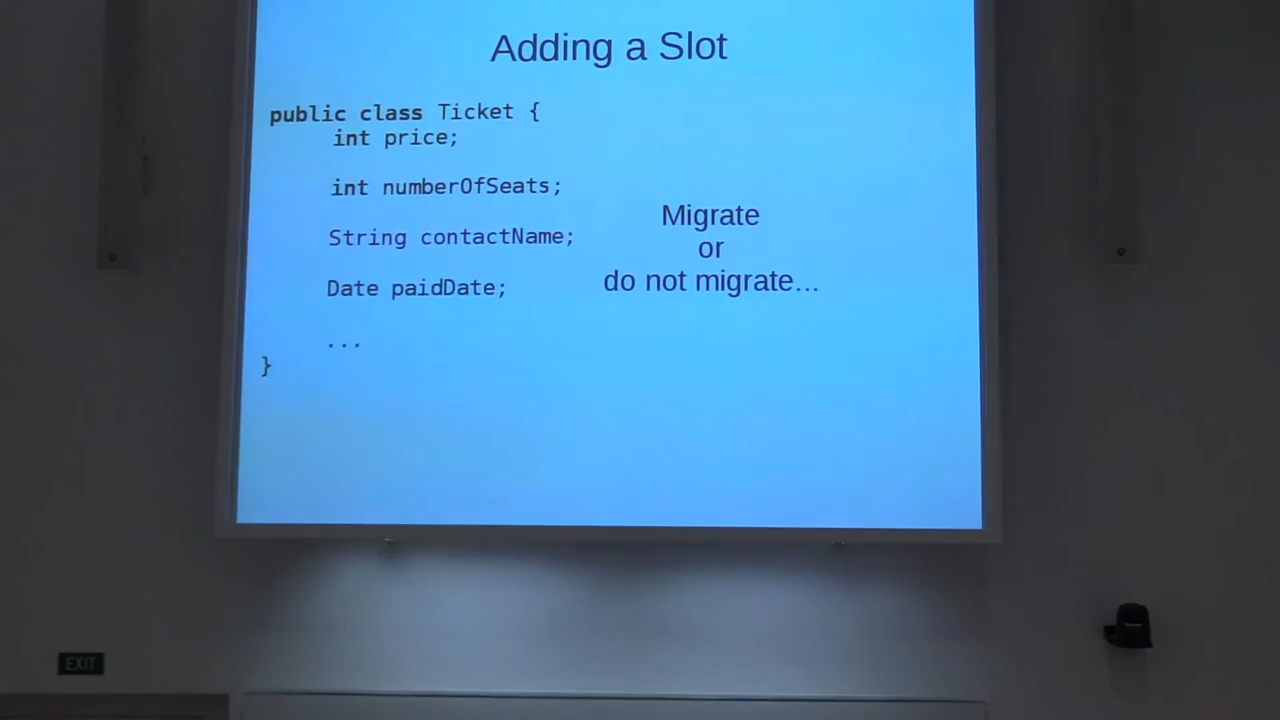 Adding a Slot
public class Ticket {
int price;
int numberOfSeats;
String contactName;
Date paidDate;
...
}
Migrate
or
do not migrate...
EXIT